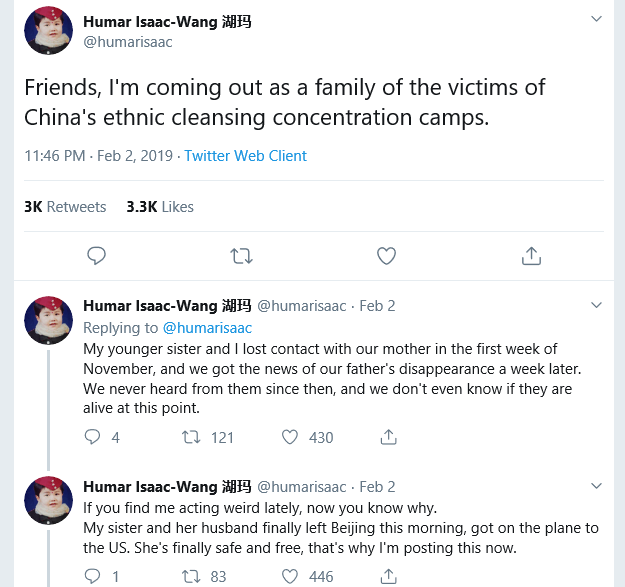 Humar Isaac-Wang 湖玛
@humarisaac
Friends, I'm coming out as a family of the victims of
China's ethnic cleansing concentration camps.
11:46 PM · Feb 2, 2019 · Twitter Web Client
3K Retweets 3.3K Likes
Humar Isaac-Wang 湖玛 @humarisaac · Feb 2
Replying to @humarisaac
My younger sister and I lost contact with our mother in the first week of
November, and we got the news of our father's disappearance a week later.
We never heard from them since then, and we don't even know if they are
alive at this point.
4 121 430
Humar Isaac-Wang 湖玛 @humarisaac · Feb 2
If you find me acting weird lately, now you know why.
My sister and her husband finally left Beijing this morning, got on the plane to
the US. She's finally safe and free, that's why I'm posting this now.
1 83 446